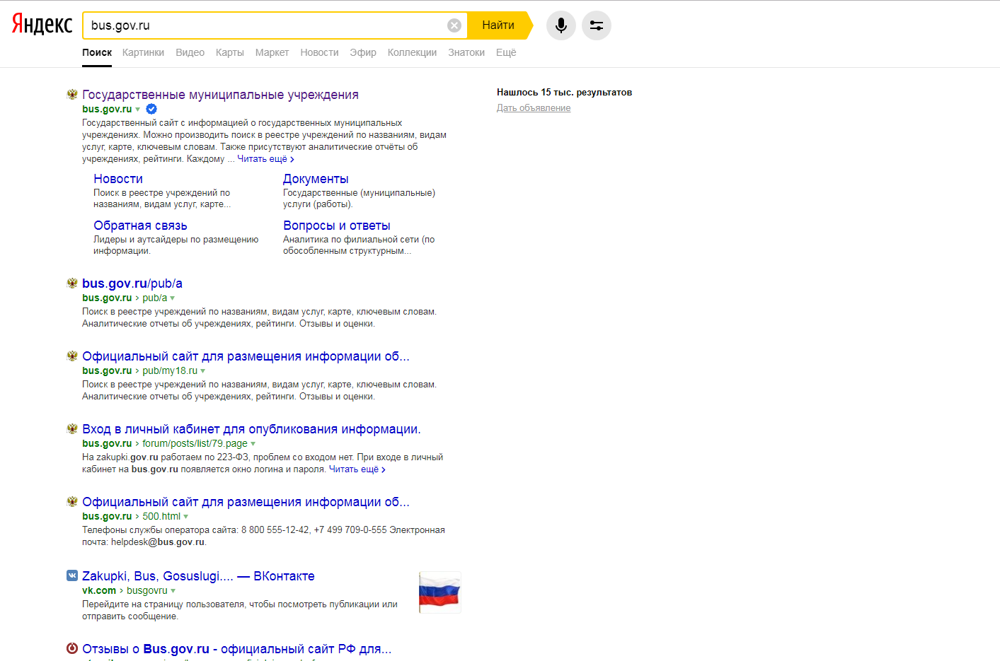 Яндекс
bus.gov.ru
Найти
Поиск Картинки Видео Карты Маркет Новости Эфир Коллекции Знатоки Ещё
Государственные муниципальные учреждения
bus.gov.ru
Государственный сайт с информацией о государственных муниципальных
учреждениях. Можно производить поиск в реестре учреждений по названиям, видам
услуг, карте, ключевым словам. Также присутствуют аналитические отчёты об
учреждениях, рейтинги. Каждому ... Читать ещё >
Новости
Поиск в реестре учреждений по
названиям, видам услуг, карте...
Документы
Государственные (муниципальные)
услуги (работы).
Обратная связь
Лидеры и аутсайдеры по размещению
информации.
Вопросы и ответы
Аналитика по филиальной сети (по
обособленным структурным...
bus.gov.ru/pub/a
bus.gov.ru > pub/a
Поиск в реестре учреждений по названиям, видам услуг, карте, ключевым словам.
Аналитические отчеты об учреждениях, рейтинги. Отзывы и оценки.
Официальный сайт для размещения информации об...
bus.gov.ru > pub/my18.ru
Поиск в реестре учреждений по названиям, видам услуг, карте, ключевым словам.
Аналитические отчеты об учреждениях, рейтинги. Отзывы и оценки.
Вход в личный кабинет для опубликования информации.
bus.gov.ru > forum/posts/list/79.page
На zakupki.gov.ru работаем по 223-ФЗ, проблем со входом нет. При входе в личный
кабинет на bus.gov.ru появляется окно логина и пароля. Читать ещё >
Официальный сайт для размещения информации об...
bus.gov.ru > 500.html
Телефоны службы оператора сайта: 8 800 555-12-42, +7 499 709-0-555 Электронная
почта: helpdesk@bus.gov.ru.
Zakupki, Bus, Gosuslugi.... — ВКонтакте
vk.com > busgovru
Перейдите на страницу пользователя, чтобы посмотреть публикации или
отправить сообщение.
Отзывы о Bus.gov.ru - официальный сайт РФ для...
Нашлось 15 тыс. результатов
Дать объявление